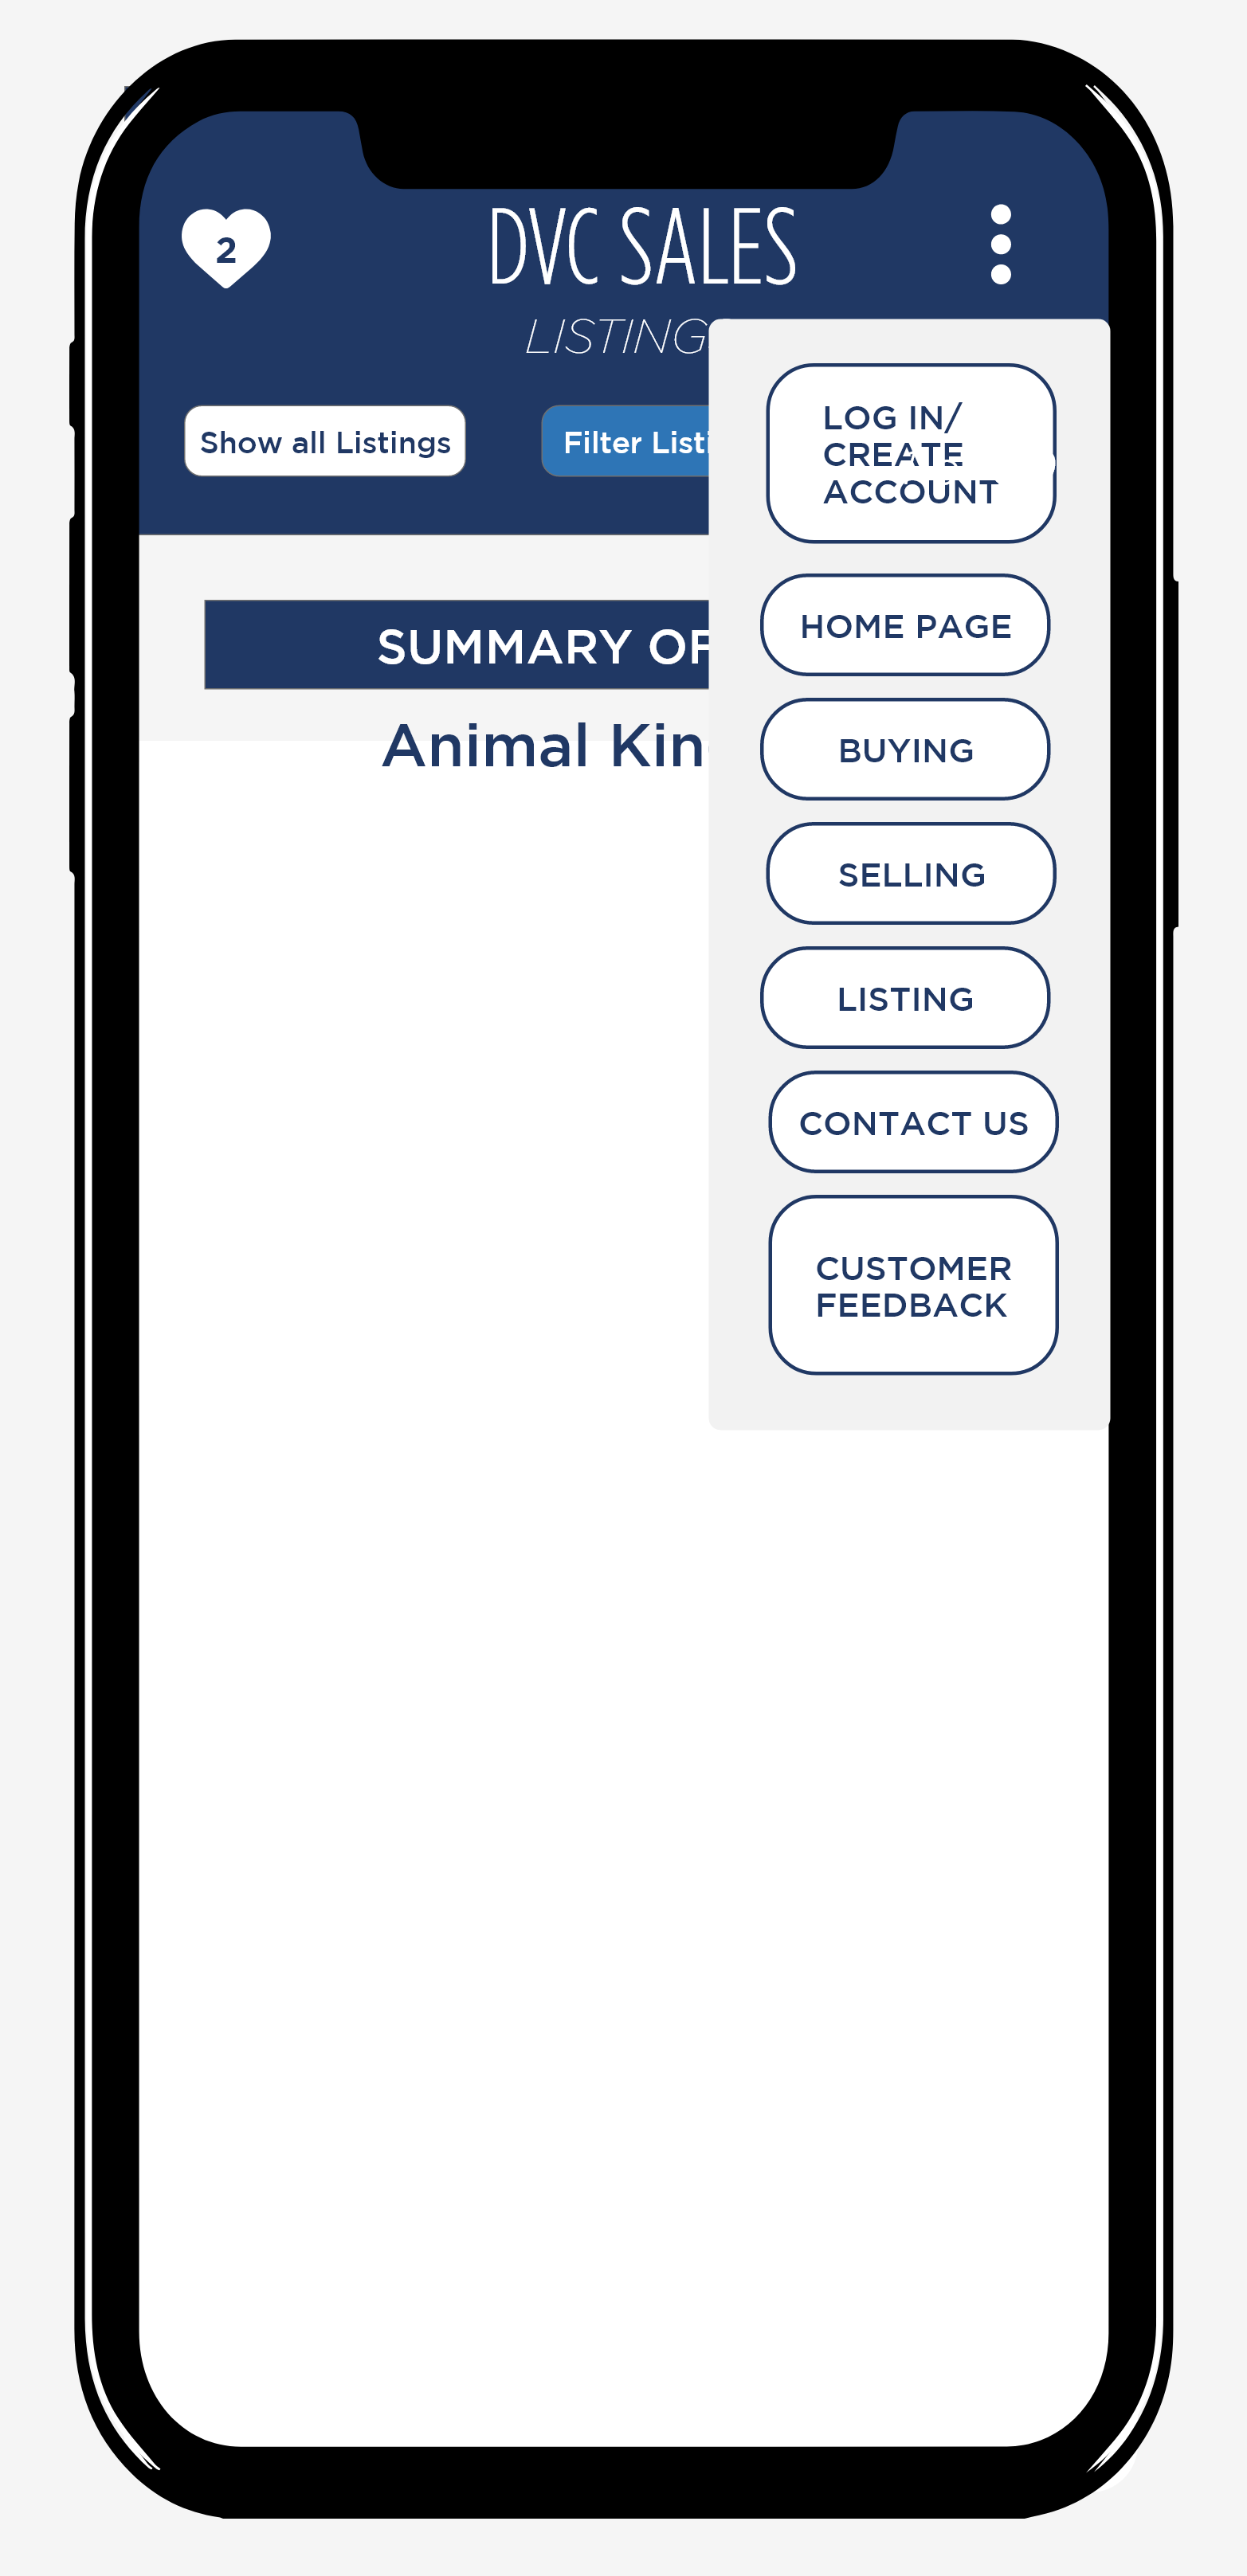 2
DVC SALES
LISTING
Show all Listings
Filter Listi
LOG IN/
CREATE
ACCOUNT
HOME PAGE
SUMMARY OF
Animal Kin
BUYING
SELLING
LISTING
CONTACT US
CUSTOMER
FEEDBACK